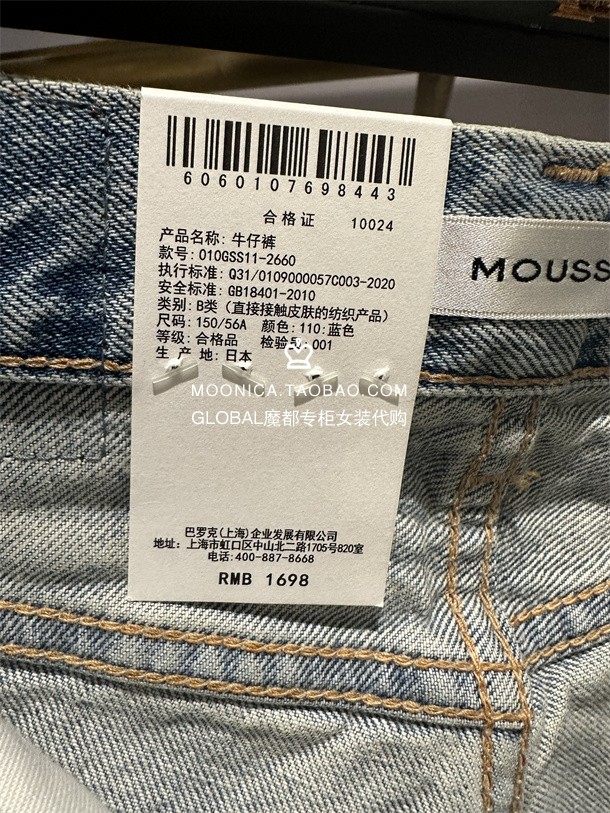 6060107698443
合格证 10024
产品名称: 牛仔裤
款号: 010GSS11-2660
执行标准: Q31/0109000057C003-2020
安全标准: GB18401-2010
类别: B类 (直接接触皮肤的纺织产品)
尺码: 150/56A 颜色: 110:蓝色
等级: 合格品 检验 001
生 产 地: 日本
MOUSS
MOONICA.TAOBAO.COM
GLOBAL魔都专柜女装代购
巴罗克(上海)企业发展有限公司
地址: 上海市虹口区中山北二路1705号820室
电话:400-887-8668
RMB 1698